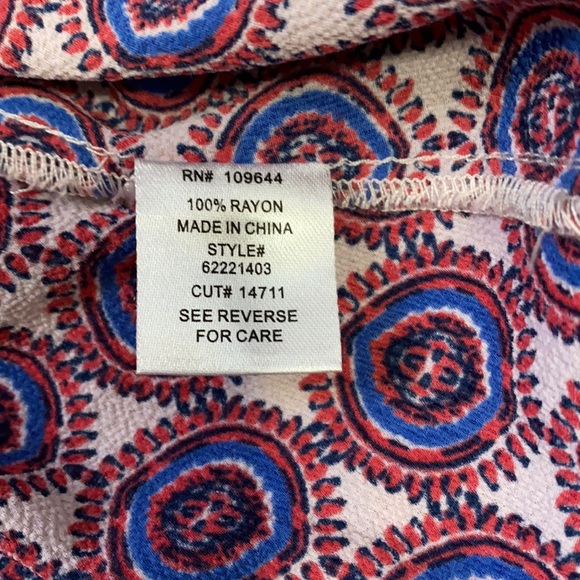 RN# 109644
100% RAYON
MADE IN CHINA
STYLE#
62221403
CUT# 14711
SEE REVERSE
FOR CARE